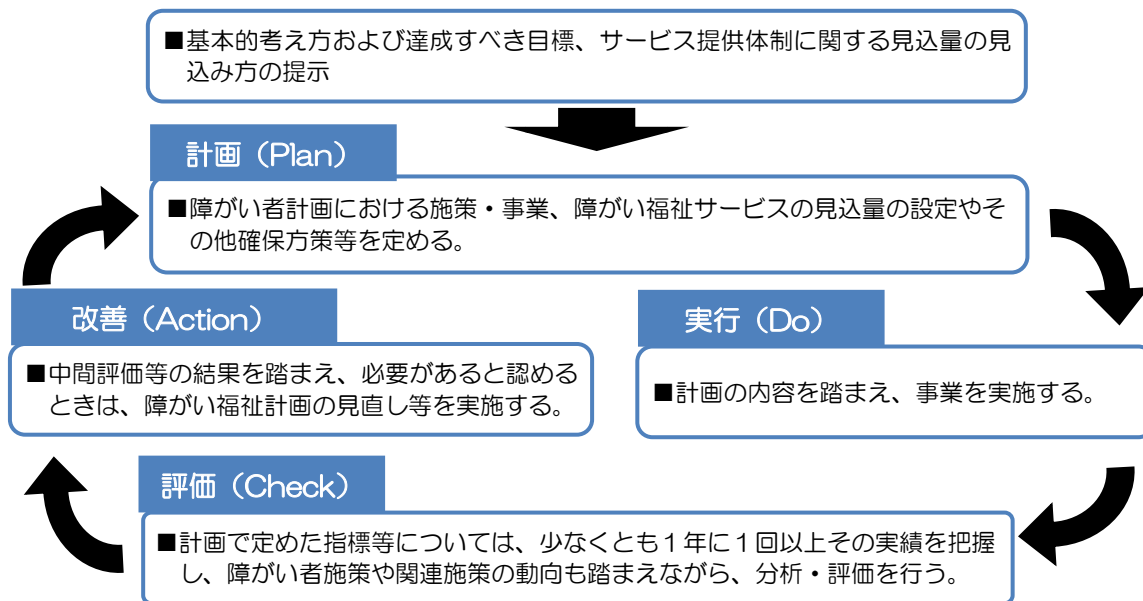 ■基本的考え方および達成すべき目標、サービス提供体制に関する見込量の見
込み方の提示
計画（Plan）
■障がい者計画における施策・事業、障がい福祉サービスの見込量の設定やそ
の他確保方策等を定める。
改善（Action）
■中間評価等の結果を踏まえ、必要があると認める
ときは、障がい福祉計画の見直し等を実施する。
実行（Do）
■計画の内容を踏まえ、事業を実施する。
評価（Check）
■計画で定めた指標等については、少なくとも１年に１回以上その実績を把握
し、障がい者施策や関連施策の動向も踏まえながら、分析・評価を行う。